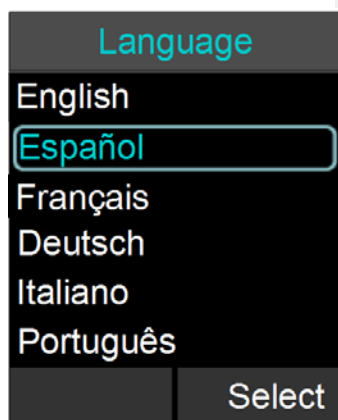 Language
English
Español
Français
Deutsch
Italiano
Português
Select